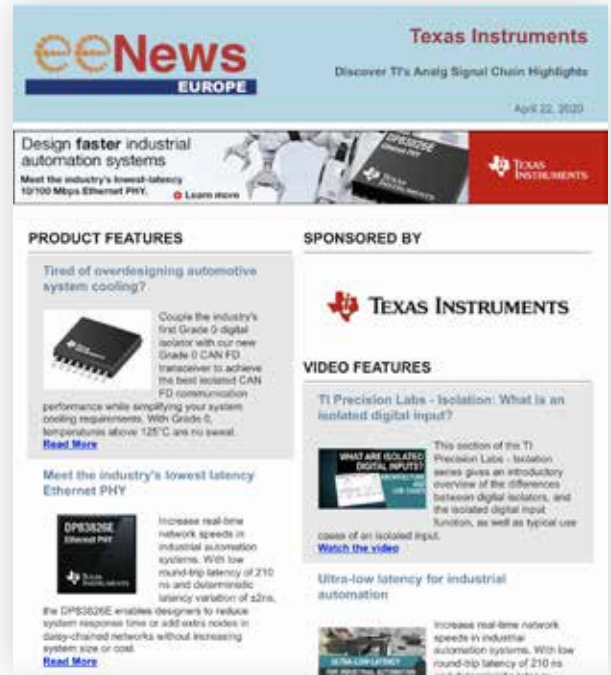 eeNews
EUROPE
Texas Instruments
Discover TI's Analg Signal Chain Highlights
April 22, 2020
Design faster industrial
automation systems
Meet the industry's lowest-latency
10/100 Mbps Ethernet PHY.
Learn more
DP83826E
Ethernet PHY
TEXAS
INSTRUMENTS
PRODUCT FEATURES
Tired of overdesigning automotive
system cooling?
Couple the industry's
first Grade 0 digital
isolator with our new
Grade 0 CAN FD
transceiver to achieve
the best isolated CAN
FD communication
performance while simplifying your system
cooling requirements. With Grade 0,
temperatures above 125°C are no sweat.
Read More
Meet the industry's lowest latency
Ethernet PHY
DP83826E
Ethernet PHY
TEXAS
INSTRUMENTS
Increase real-time
network speeds in
industrial automation
systems. With low
round-trip latency of 210
ns and deterministic
latency variation of ±2ns,
the DP83826E enables designers to reduce
system response time or add extra nodes in
daisy-chained networks without increasing
system size or cost.
Read More
SPONSORED BY
TEXAS INSTRUMENTS
VIDEO FEATURES
TI Precision Labs - Isolation: What is an
isolated digital input?
WHAT ARE ISOLATED
DIGITAL INPUTS?
ARCHITECTURE
AND
USE CASES
This section of the TI
Precision Labs - Isolation
series gives an introductory
overview of the differences
between digital isolators, and
the isolated digital input
function, as well as typical use
cases of an isolated input.
Watch the video
Ultra-low latency for industrial
automation
ULTRA-LOW LATENCY
FOR INDUSTRIAL AUTOMATION
Increase real-time network
speeds in industrial
automation systems. With low
round-trip latency of 210 ns